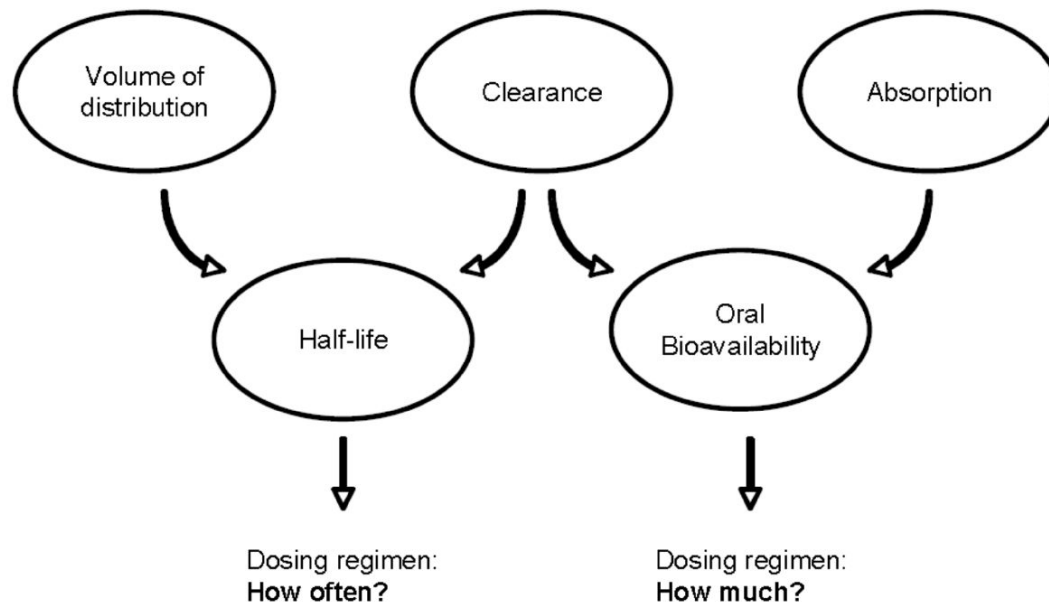 Volume of
distribution
Clearance
Absorption
Half-life
Oral
Bioavailability
Dosing regimen:
How often?
Dosing regimen:
How much?